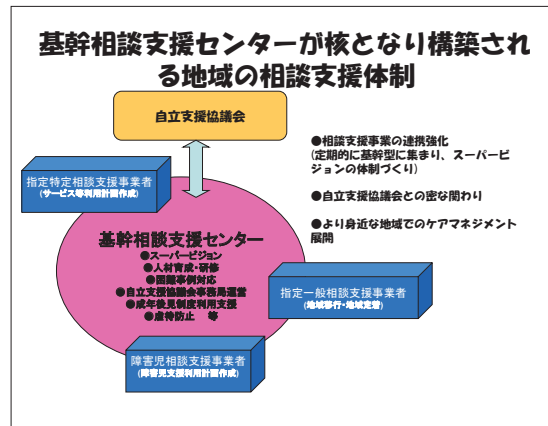 基幹相談支援センターが核となり構築され
る地域の相談支援体制
自立支援協議会
●相談支援事業の連携強化
(定期的に基幹型に集まり、スーパービ
ジョンの体制づくり)
●自立支援協議会との密な関わり
●より身近な地域でのケアマネジメント
展開
指定特定相談支援事業者
(サービス等利用計画作成)
基幹相談支援センター
●スーパービジョン
●人材育成・研修
●困難事例対応
●自立支援協議会事務局運営
●成年後見制度利用支援
●虐待防止 等
指定一般相談支援事業者
(地域移行・地域定着)
障害児相談支援事業者
(障害児支援利用計画作成)